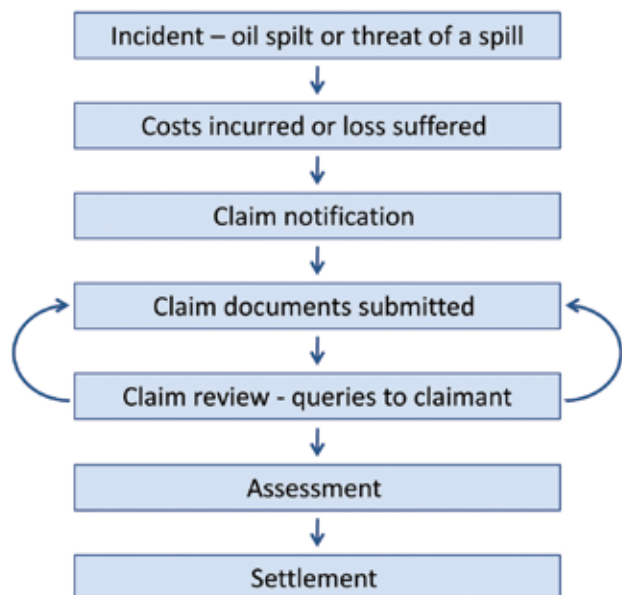 Incident – oil spilt or threat of a spill
Costs incurred or loss suffered
Claim notification
Claim documents submitted
Claim review - queries to claimant
Assessment
Settlement